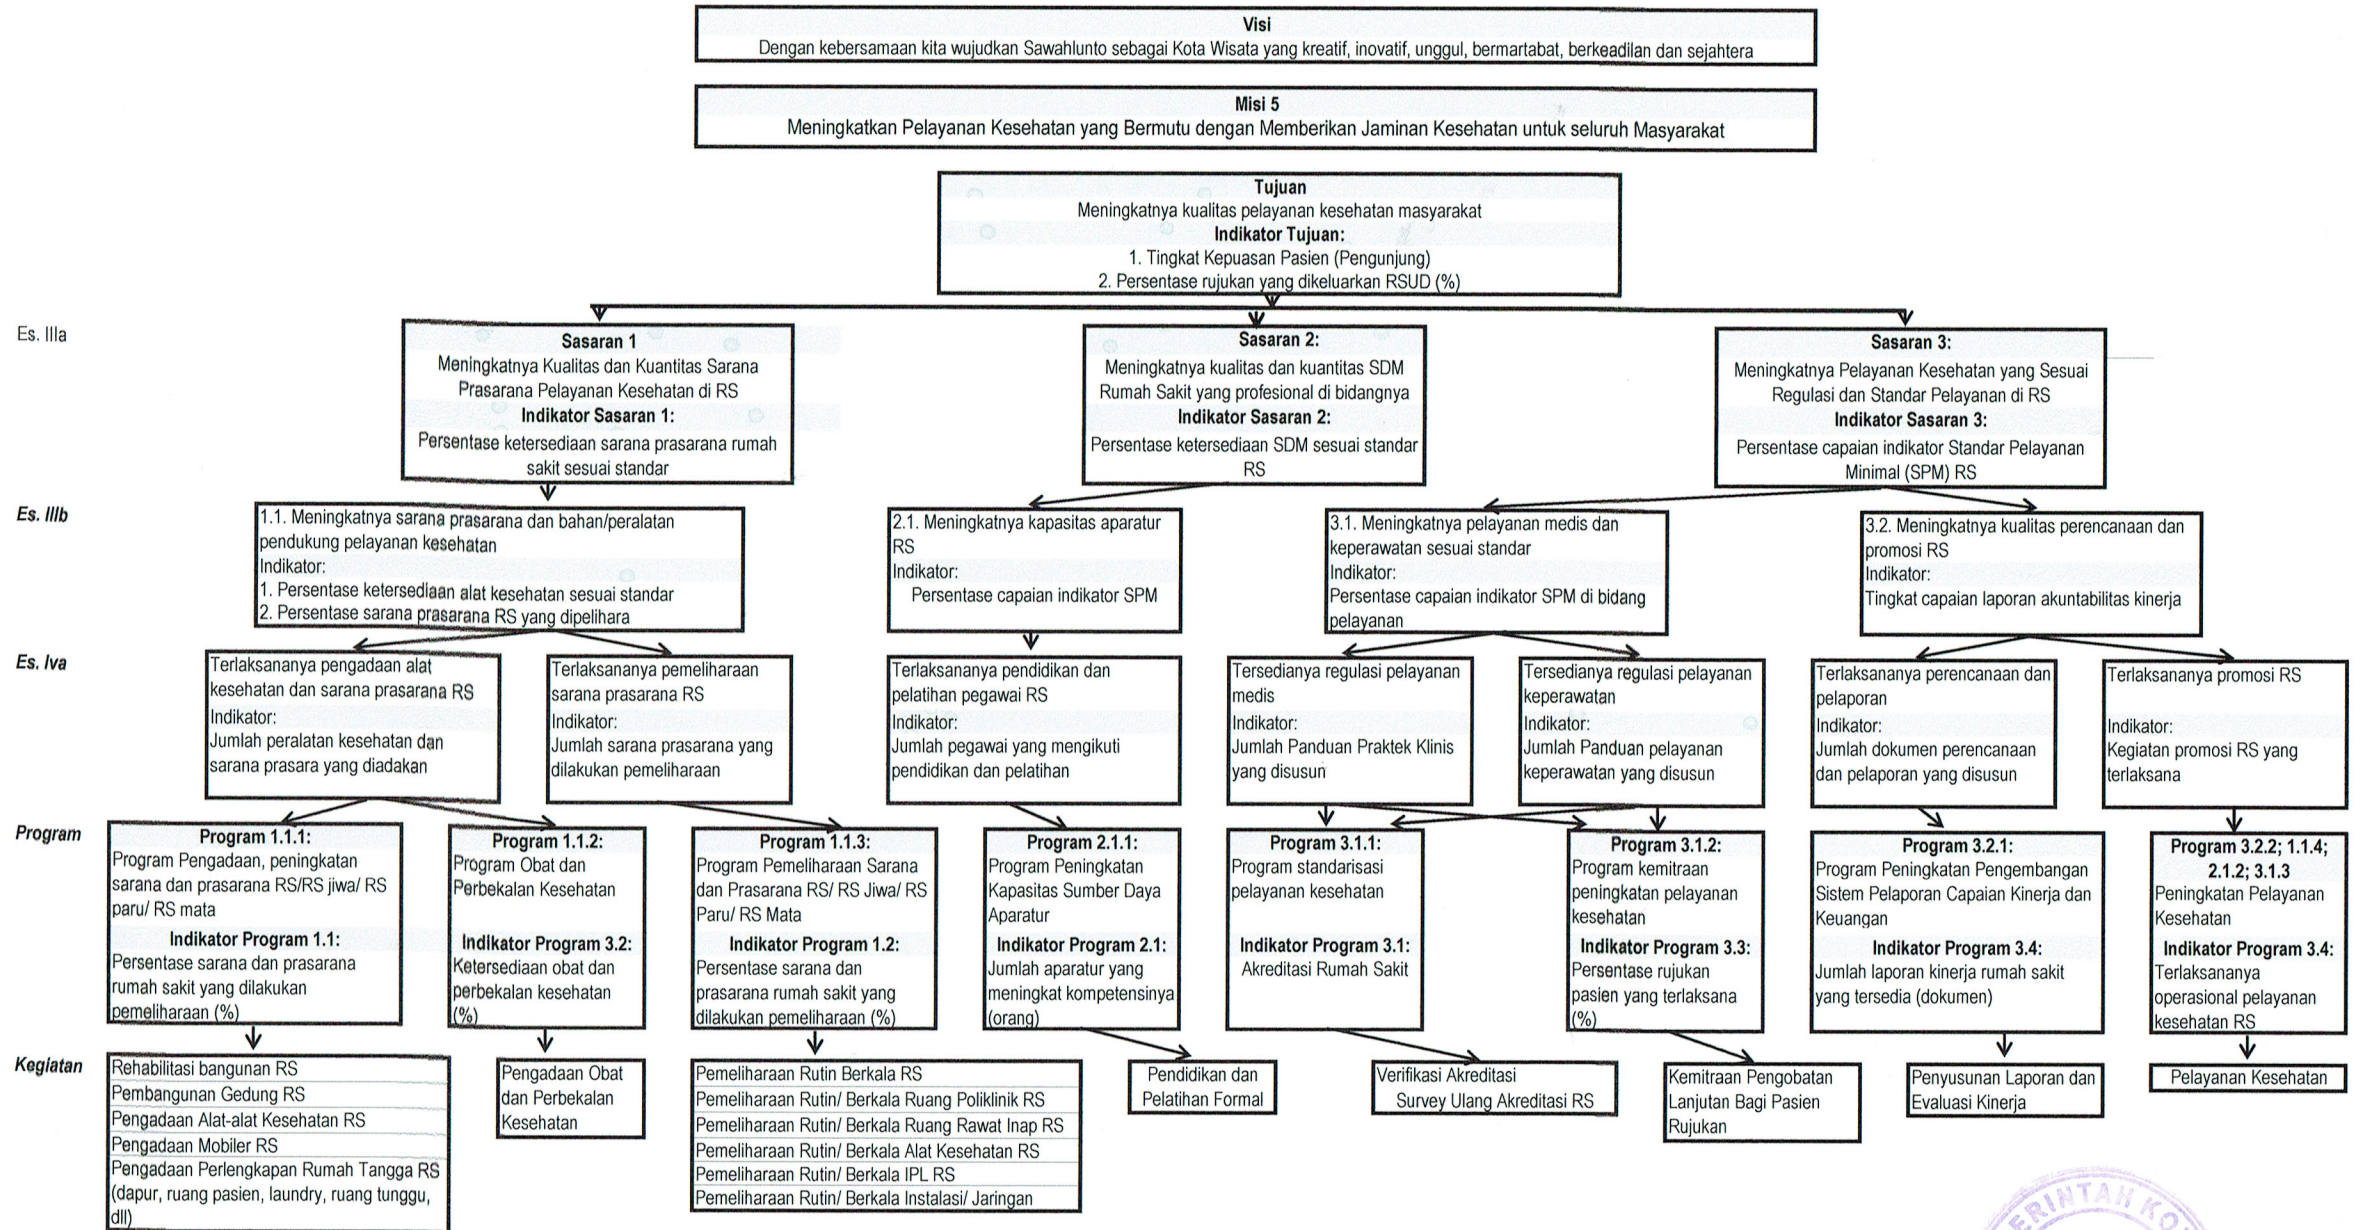 Visi
Dengan kebersamaan kita wujudkan Sawahlunto sebagai Kota Wisata yang kreatif, inovatif, unggul, bermartabat, berkeadilan dan sejahtera
Misi 5
Meningkatkan Pelayanan Kesehatan yang Bermutu dengan Memberikan Jaminan Kesehatan untuk seluruh Masyarakat
Tujuan
Meningkatnya kualitas pelayanan kesehatan masyarakat
Indikator Tujuan:
1. Tingkat Kepuasan Pasien (Pengunjung)
2. Persentase rujukan yang dikeluarkan RSUD (%)
Es. IIIa
Sasaran 1
Meningkatnya Kualitas dan Kuantitas Sarana
Prasarana Pelayanan Kesehatan di RS
Indikator Sasaran 1:
Persentase ketersediaan sarana prasarana rumah
sakit sesuai standar
Sasaran 2:
Meningkatnya kualitas dan kuantitas SDM
Rumah Sakit yang profesional di bidangnya
Indikator Sasaran 2:
Persentase ketersediaan SDM sesuai standar
RS
Sasaran 3:
Meningkatnya Pelayanan Kesehatan yang Sesuai
Regulasi dan Standar Pelayanan di RS
Indikator Sasaran 3:
Persentase capaian indikator Standar Pelayanan
Minimal (SPM) RS
Es. IIIb
1.1. Meningkatnya sarana prasarana dan bahan/peralatan
pendukung pelayanan kesehatan
Indikator:
1. Persentase ketersediaan alat kesehatan sesuai standar
2. Persentase sarana prasarana RS yang dipelihara
2.1. Meningkatnya kapasitas aparatur
RS
Indikator:
Persentase capaian indikator SPM
3.1. Meningkatnya pelayanan medis dan
keperawatan sesuai standar
Indikator:
Persentase capaian indikator SPM di bidang
pelayanan
3.2. Meningkatnya kualitas perencanaan dan
promosi RS
Indikator:
Tingkat capaian laporan akuntabilitas kinerja
Es. Iva
Terlaksananya pengadaan alat
kesehatan dan sarana prasarana RS
Indikator:
Jumlah peralatan kesehatan dan
sarana prasara yang diadakan
Terlaksananya pemeliharaan
sarana prasarana RS
Indikator:
Jumlah sarana prasarana yang
dilakukan pemeliharaan
Terlaksananya pendidikan dan
pelatihan pegawai RS
Indikator:
Jumlah pegawai yang mengikuti
pendidikan dan pelatihan
Tersedianya regulasi pelayanan
medis
Indikator:
Jumlah Panduan Praktek Klinis
yang disusun
Tersedianya regulasi pelayanan
keperawatan
Indikator:
Jumlah Panduan pelayanan
keperawatan yang disusun
Terlaksananya perencanaan dan
pelaporan
Indikator:
Jumlah dokumen perencanaan
dan pelaporan yang disusun
Terlaksananya promosi RS
Indikator:
Kegiatan promosi RS yang
terlaksana
Program
Program 1.1.1:
Program Pengadaan, peningkatan
sarana dan prasarana RS/RS jiwa/ RS
paru/ RS mata
Indikator Program 1.1:
Persentase sarana dan prasarana
rumah sakit yang dilakukan
pemeliharaan (%)
Program 1.1.2:
Program Obat dan
Perbekalan Kesehatan
Indikator Program 3.2:
Ketersediaan obat dan
perbekalan kesehatan
(%)
Program 1.1.3:
Program Pemeliharaan Sarana
dan Prasarana RS/ RS Jiwa/ RS
Paru/ RS Mata
Indikator Program 1.2:
Persentase sarana dan
prasarana rumah sakit yang
dilakukan pemeliharaan (%)
Program 2.1.1:
Program Peningkatan
Kapasitas Sumber Daya
Aparatur
Indikator Program 2.1:
Jumlah aparatur yang
meningkat kompetensinya
(orang)
Program 3.1.1:
Program standarisasi
pelayanan kesehatan
Indikator Program 3.1:
Akreditasi Rumah Sakit
Program 3.1.2:
Program kemitraan
peningkatan pelayanan
kesehatan
Indikator Program 3.3:
Persentase rujukan
pasien yang terlaksana
(%)
Program 3.2.1:
Program Peningkatan Pengembangan
Sistem Pelaporan Capaian Kinerja dan
Keuangan
Indikator Program 3.4:
Jumlah laporan kinerja rumah sakit
yang tersedia (dokumen)
Program 3.2.2; 1.1.4;
2.1.2; 3.1.3
Peningkatan Pelayanan
Kesehatan
Indikator Program 3.4:
Terlaksananya
operasional pelayanan
kesehatan RS
Kegiatan
Rehabilitasi bangunan RS
Pembangunan Gedung RS
Pengadaan Alat-alat Kesehatan RS
Pengadaan Mobiler RS
Pengadaan Perlengkapan Rumah Tangga RS
(dapur, ruang pasien, laundry, ruang tunggu,
dll)
Pengadaan Obat
dan Perbekalan
Kesehatan
Pemeliharaan Rutin Berkala RS
Pemeliharaan Rutin/ Berkala Ruang Poliklinik RS
Pemeliharaan Rutin/ Berkala Ruang Rawat Inap RS
Pemeliharaan Rutin/ Berkala Alat Kesehatan RS
Pemeliharaan Rutin/ Berkala IPL RS
Pemeliharaan Rutin/ Berkala Instalasi/ Jaringan
Pendidikan dan
Pelatihan Formal
Verifikasi Akreditasi
Survey Ulang Akreditasi RS
Kemitraan Pengobatan
Lanjutan Bagi Pasien
Rujukan
Penyusunan Laporan dan
Evaluasi Kinerja
Pelayanan Kesehatan